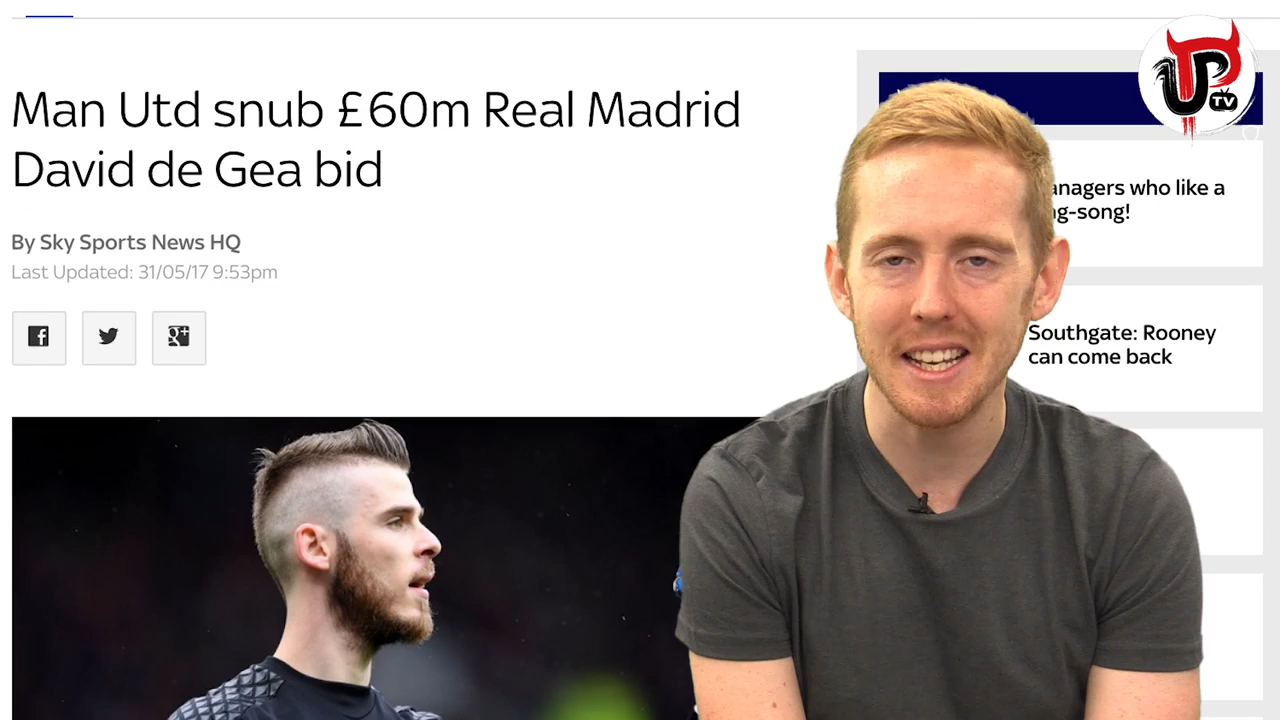 Man Utd snub £60m Real Madrid
David de Gea bid
By Sky Sports News HQ
Last Updated: 31/05/17 9:53pm
anagers who like a
ng-song!
Southgate: Rooney
can come back
UP
TV